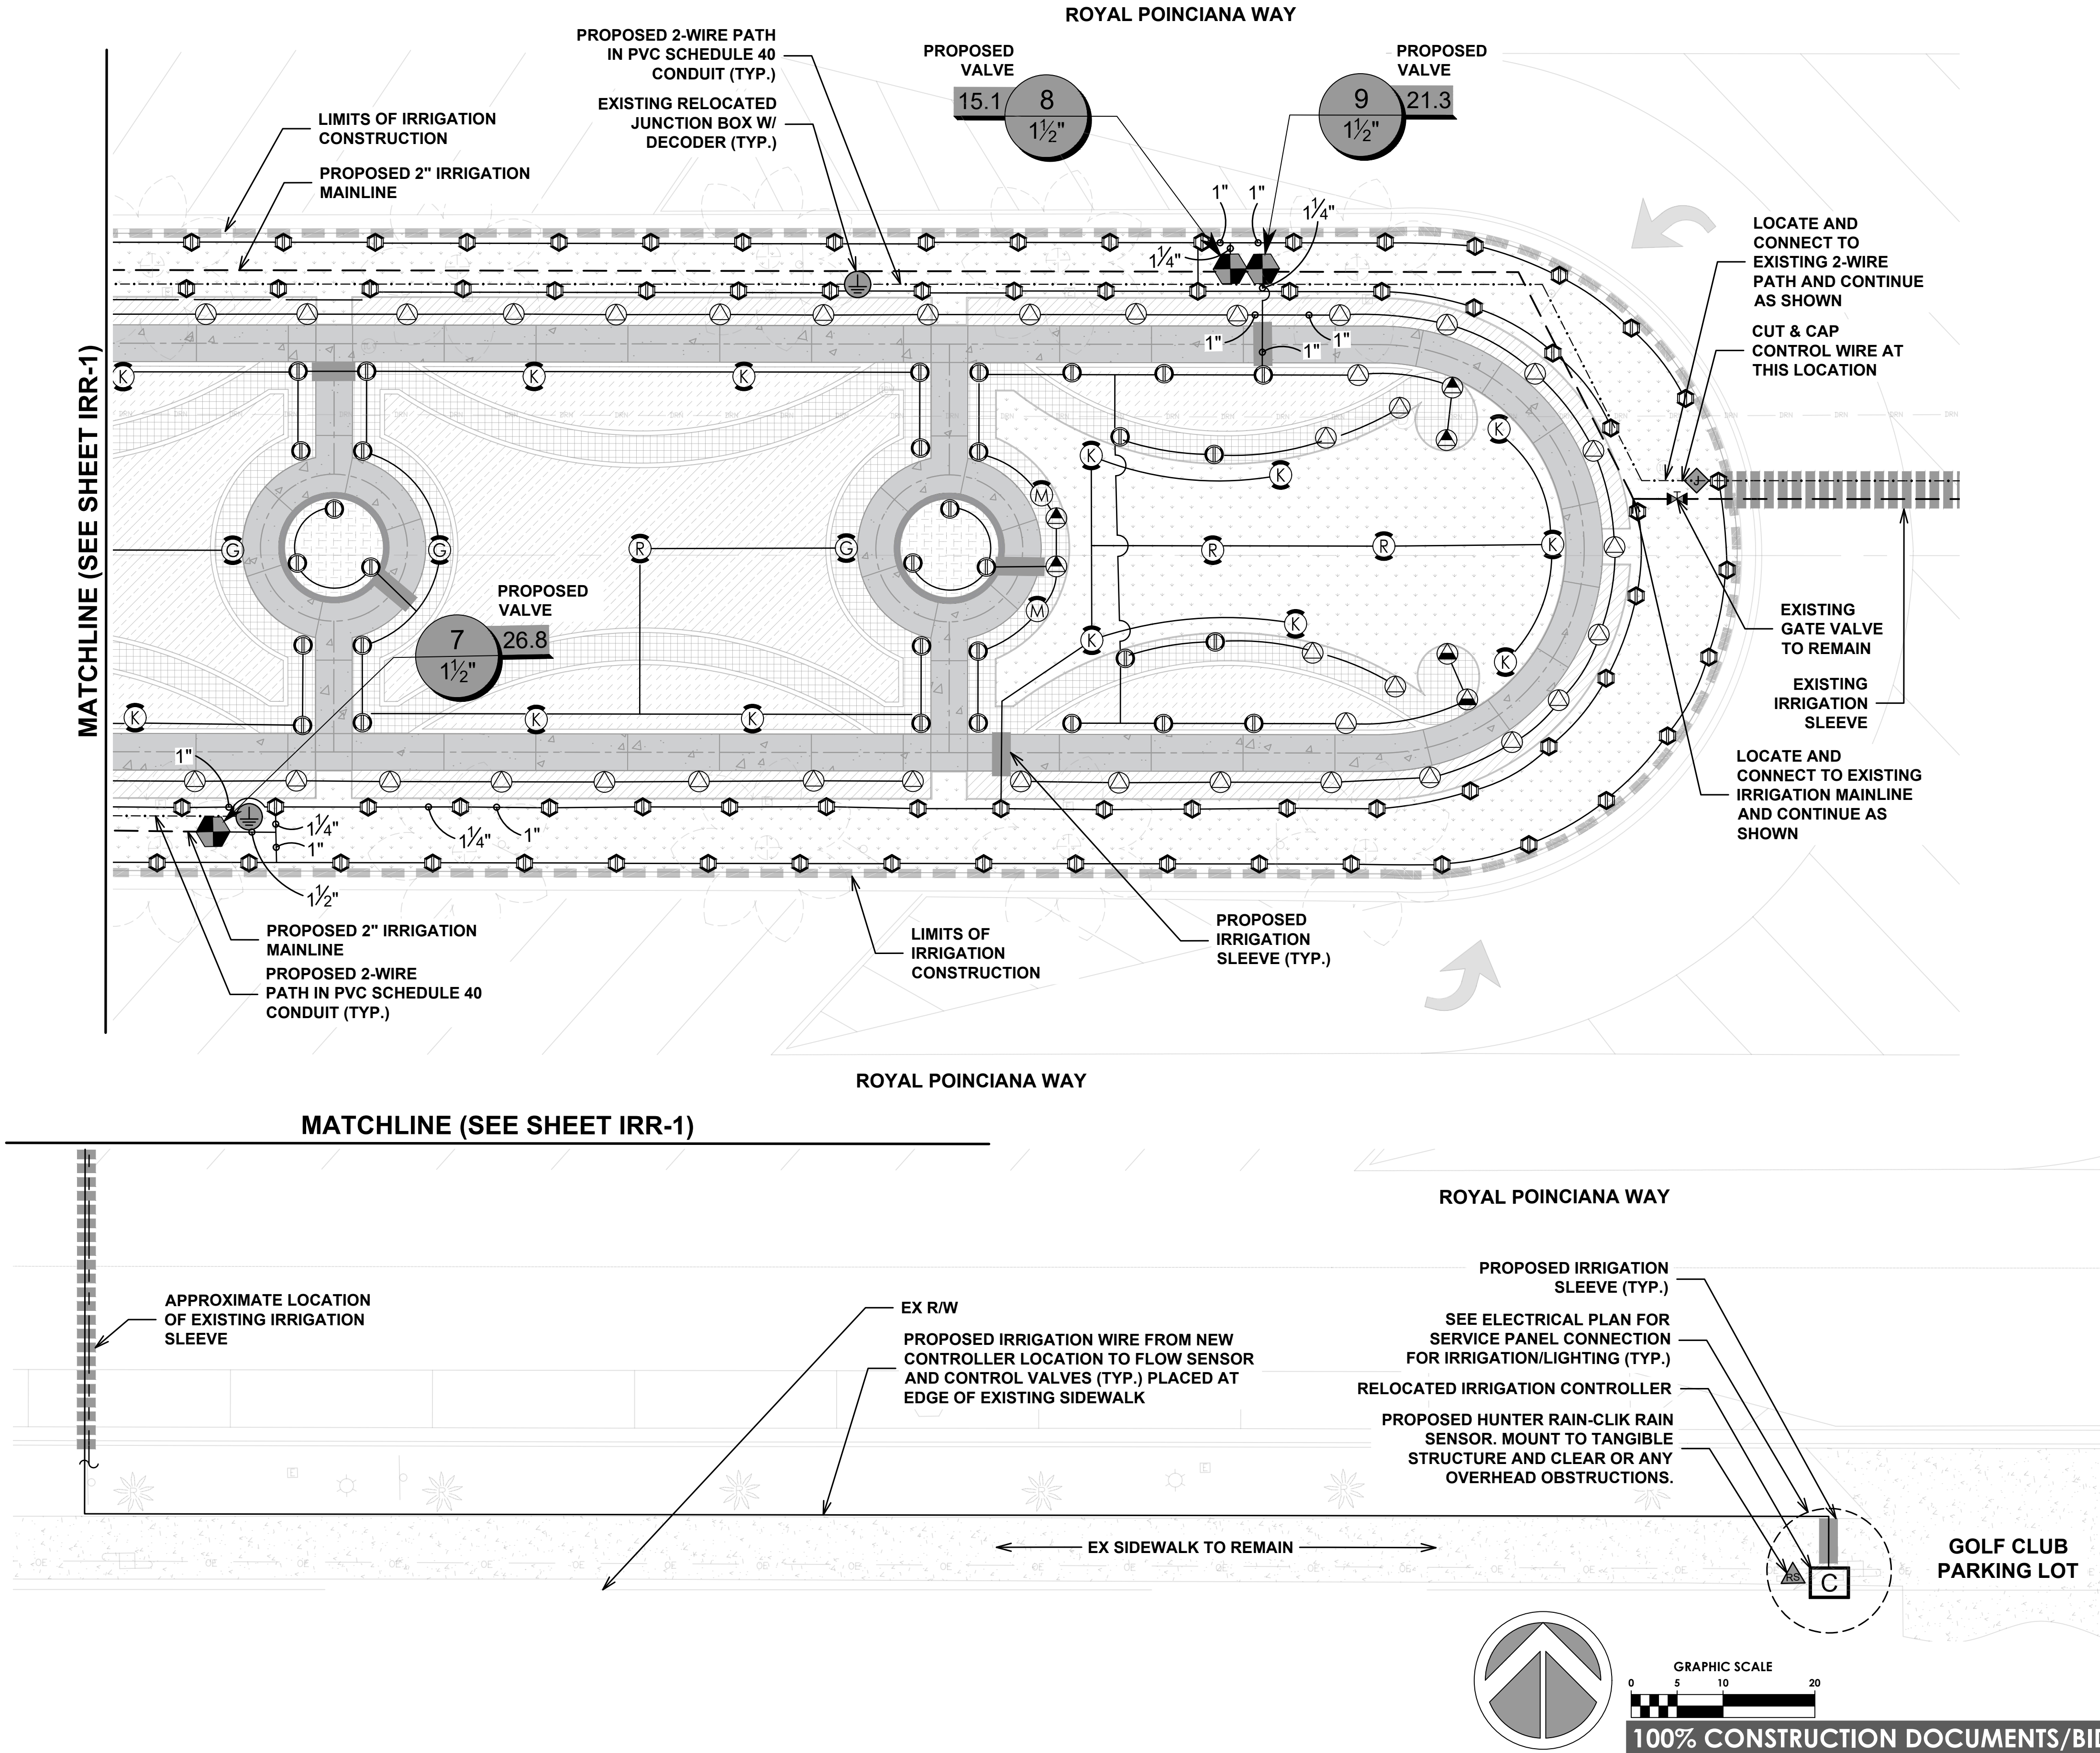 ROYAL POINCIANA WAY
PROPOSED 2-WIRE PATH
IN PVC SCHEDULE 40
CONDUIT (TYP.)
EXISTING RELOCATED
JUNCTION BOX W/
DECODER (TYP.)
PROPOSED
VALVE
15.1
8
1½"
PROPOSED
VALVE
9
21.3
1½"
LIMITS OF IRRIGATION
CONSTRUCTION
PROPOSED 2" IRRIGATION
MAINLINE
1"
1"
1¼"
1¼"
LOCATE AND
CONNECT TO
EXISTING 2-WIRE
PATH AND CONTINUE
AS SHOWN
CUT & CAP
CONTROL WIRE AT
THIS LOCATION
1"
1"
1"
MATCHLINE (SEE SHEET IRR-1)
K
K
K
DRN
DRN
DRN
DRN
DRN
K
K
K
M
J
G
G
R
G
R
R
K
M
K
K
K
K
K
K
PROPOSED
VALVE
7
26.8
1½"
EXISTING
GATE VALVE
TO REMAIN
EXISTING
IRRIGATION
SLEEVE
LOCATE AND
CONNECT TO EXISTING
IRRIGATION MAINLINE
AND CONTINUE AS
SHOWN
1"
1¼"
1"
1¼"
1"
1½"
PROPOSED 2" IRRIGATION
MAINLINE
PROPOSED 2-WIRE
PATH IN PVC SCHEDULE 40
CONDUIT (TYP.)
LIMITS OF
IRRIGATION
CONSTRUCTION
PROPOSED
IRRIGATION
SLEEVE (TYP.)
ROYAL POINCIANA WAY
MATCHLINE (SEE SHEET IRR-1)
ROYAL POINCIANA WAY
APPROXIMATE LOCATION
OF EXISTING IRRIGATION
SLEEVE
EX R/W
PROPOSED IRRIGATION WIRE FROM NEW
CONTROLLER LOCATION TO FLOW SENSOR
AND CONTROL VALVES (TYP.) PLACED AT
EDGE OF EXISTING SIDEWALK
PROPOSED IRRIGATION
SLEEVE (TYP.)
SEE ELECTRICAL PLAN FOR
SERVICE PANEL CONNECTION
FOR IRRIGATION/LIGHTING (TYP.)
RELOCATED IRRIGATION CONTROLLER
PROPOSED HUNTER RAIN-CLIK RAIN
SENSOR. MOUNT TO TANGIBLE
STRUCTURE AND CLEAR OR ANY
OVERHEAD OBSTRUCTIONS.
E
E
EX SIDEWALK TO REMAIN
OE
OE
OE
OE
OE
OE
RS
C
GOLF CLUB
PARKING LOT
GRAPHIC SCALE
0 5 10 20
100% CONSTRUCTION DOCUMENTS/BI